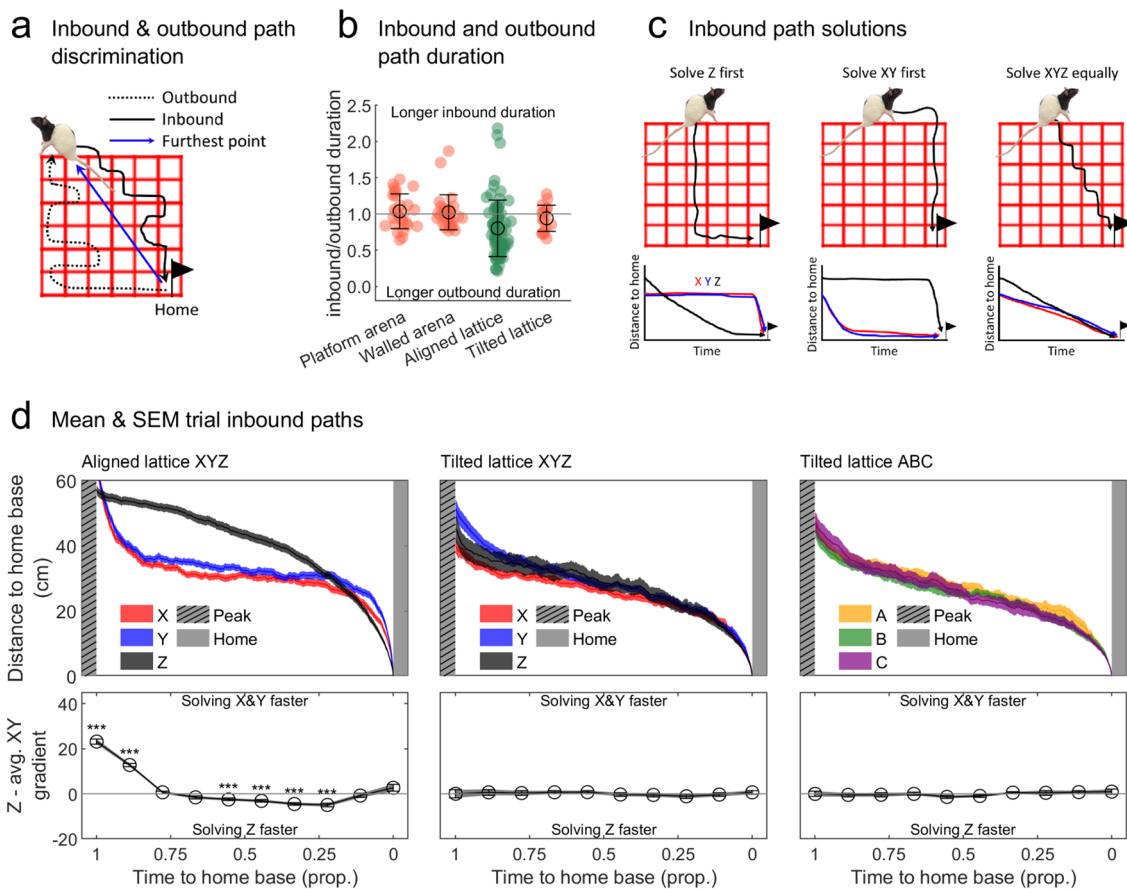 a Inbound & outbound path
discrimination
Outbound
Inbound
Furthest point
Home
b Inbound and outbound
path duration
inbound/outbound duration
2.5
2.0
1.5
1.0
0.5
0.0
Longer inbound duration
Longer outbound duration
Platform arena
Walled arena
Aligned lattice
Tilted lattice
c Inbound path solutions
Solve Z first
Solve XY first
Solve XYZ equally
Distance to home
X Y Z
Time
Distance to home
Time
Distance to home
Time
d Mean & SEM trial inbound paths
Aligned lattice XYZ
Distance to home base
(cm)
60
40
20
0
X
Y
Z
Peak
Home
Tilted lattice XYZ
X
Y
Z
Peak
Home
Tilted lattice ABC
A
B
C
Peak
Home
Z - avg. XY
gradient
40
20
0
-20
Solving X&Y faster
*** *** *** *** *** ***
Solving Z faster
1 0.75 0.5 0.25 0
Time to home base (prop.)
Solving X&Y faster
Solving Z faster
1 0.75 0.5 0.25 0
Time to home base (prop.)
Solving X&Y faster
Solving Z faster
1 0.75 0.5 0.25 0
Time to home base (prop.)